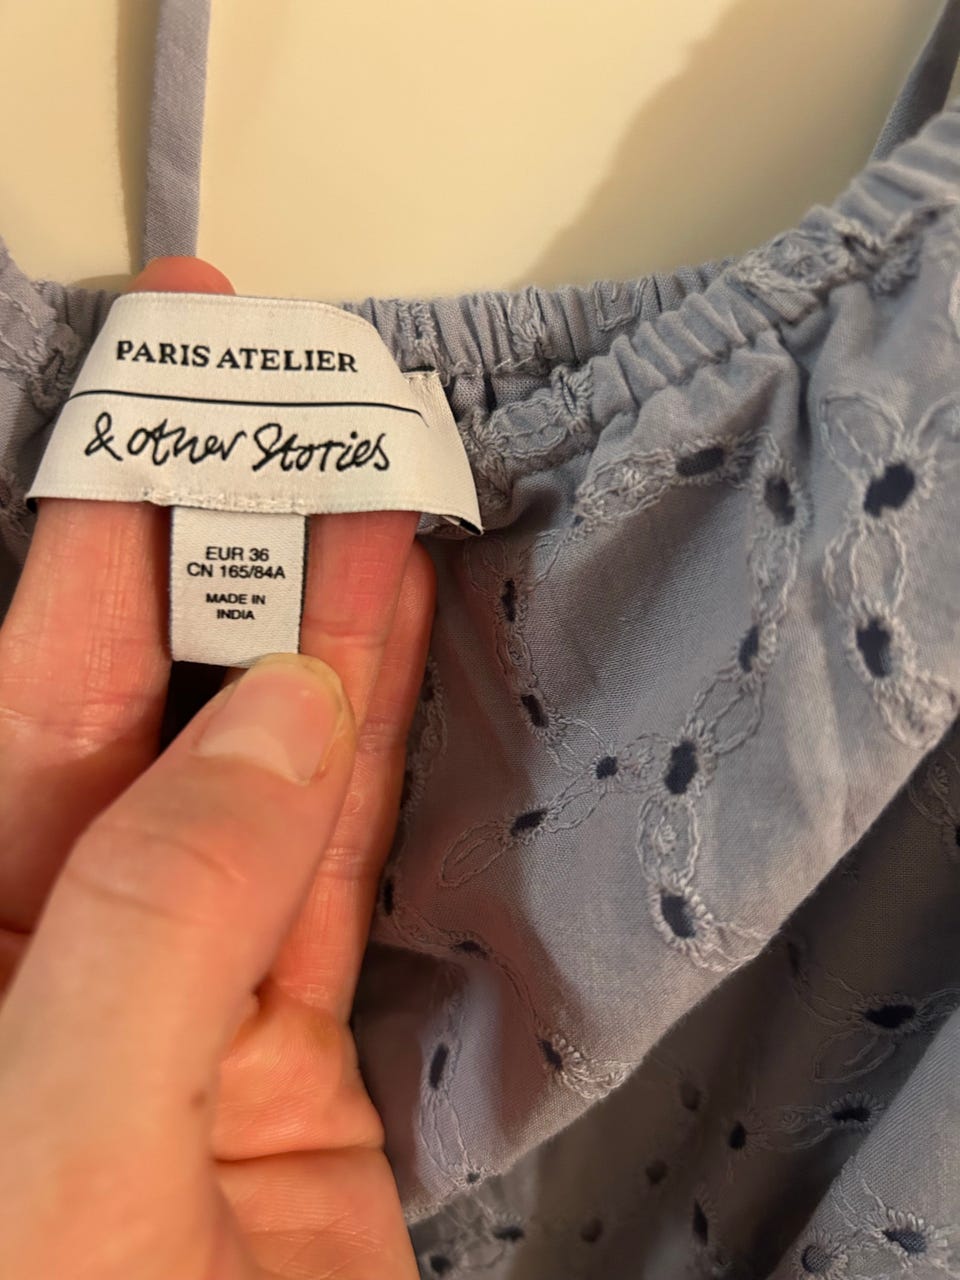 PARIS ATELIER
& other Stories
EUR 36
CN 165/84A
MADE IN
INDIA